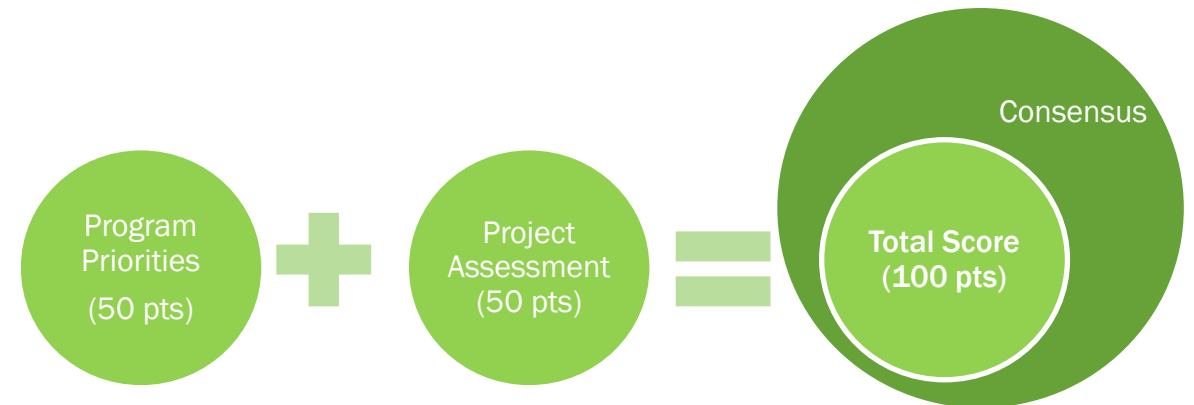 Program
Priorities
(50 pts)
Project
Assessment
(50 pts)
Consensus
Total Score
(100 pts)